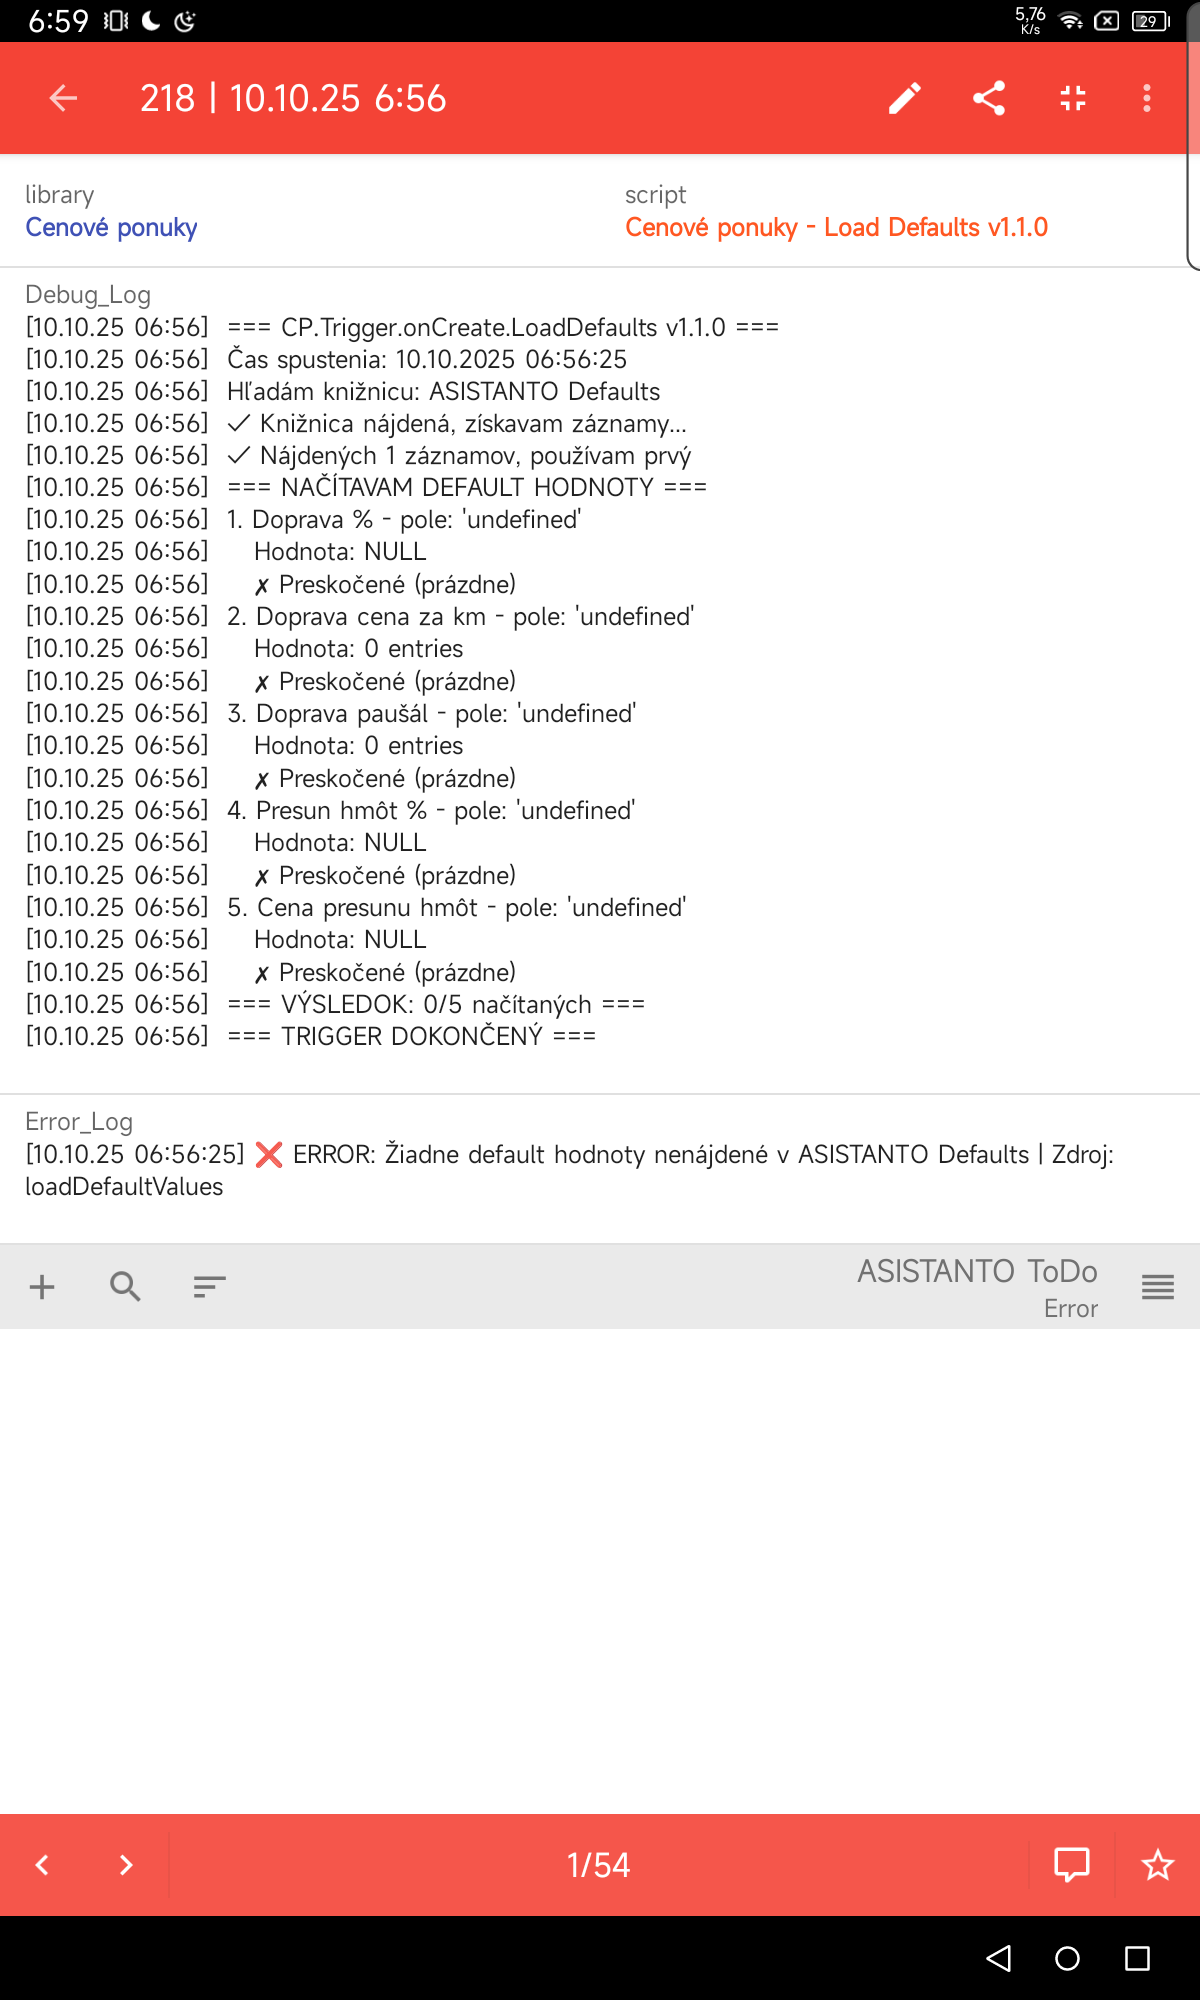 6:59
5,76
K/s
29
218 | 10.10.25 6:56
library
script
Cenové ponuky
Cenové ponuky - Load Defaults v1.1.0
Debug_Log
[10.10.25 06:56] === CP.Trigger.onCreate.LoadDefaults v1.1.0 ===
[10.10.25 06:56] Čas spustenia: 10.10.2025 06:56:25
[10.10.25 06:56] Hľadám knižnicu: ASISTANTO Defaults
[10.10.25 06:56] ✓ Knižnica nájdená, získavam záznamy...
[10.10.25 06:56] ✓ Nájdených 1 záznamov, používam prvý
[10.10.25 06:56] === NAČÍTAVAM DEFAULT HODNOTY ===
[10.10.25 06:56] 1. Doprava % - pole: 'undefined'
[10.10.25 06:56] Hodnota: NULL
[10.10.25 06:56] ✗ Preskočené (prázdne)
[10.10.25 06:56] 2. Doprava cena za km - pole: 'undefined'
[10.10.25 06:56] Hodnota: 0 entries
[10.10.25 06:56] ✗ Preskočené (prázdne)
[10.10.25 06:56] 3. Doprava paušál - pole: 'undefined'
[10.10.25 06:56] Hodnota: 0 entries
[10.10.25 06:56] ✗ Preskočené (prázdne)
[10.10.25 06:56] 4. Presun hmôt % - pole: 'undefined'
[10.10.25 06:56] Hodnota: NULL
[10.10.25 06:56] ✗ Preskočené (prázdne)
[10.10.25 06:56] 5. Cena presunu hmôt - pole: 'undefined'
[10.10.25 06:56] Hodnota: NULL
[10.10.25 06:56] ✗ Preskočené (prázdne)
[10.10.25 06:56] === VÝSLEDOK: 0/5 načítaných ===
[10.10.25 06:56] === TRIGGER DOKONČENÝ ===
Error_Log
[10.10.25 06:56:25] ❌ ERROR: Žiadne default hodnoty nenájdené v ASISTANTO Defaults | Zdroj:
loadDefaultValues
ASISTANTO ToDo
Error
1/54